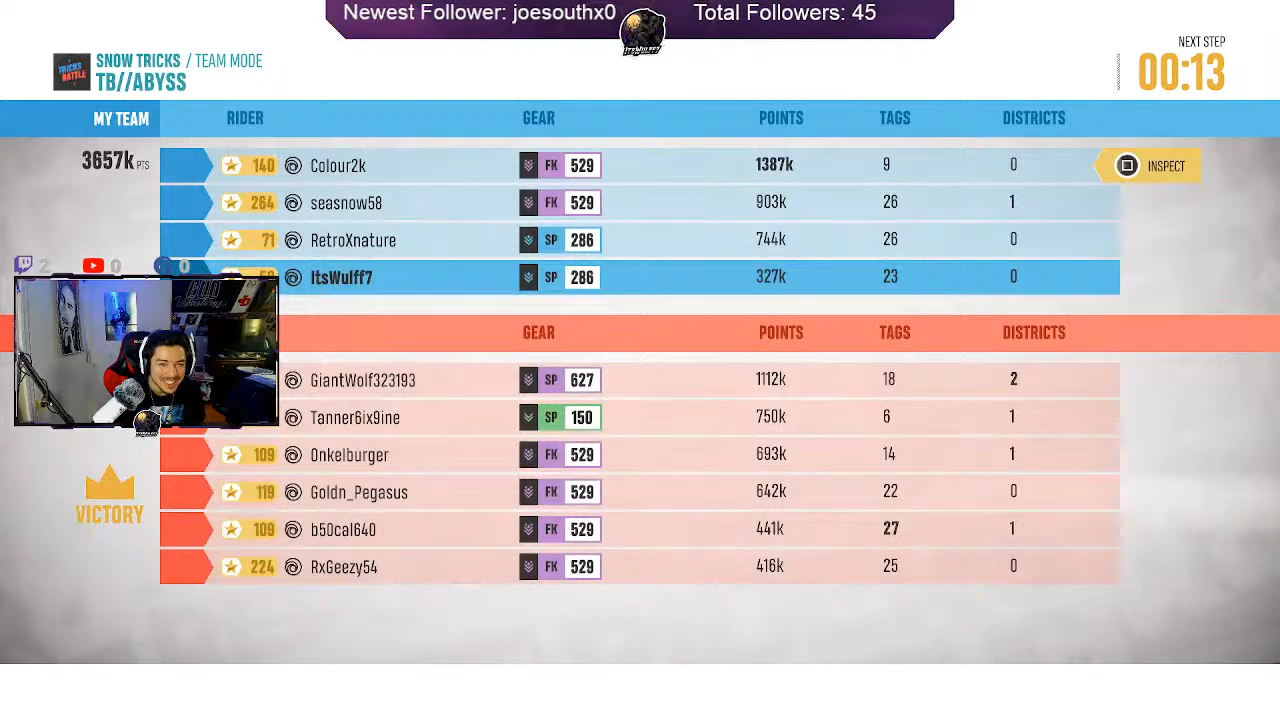 Newest Follower: joesouthx0 Total Followers: 45
SNOW TRICKS / TEAM MODE
TB//ABYSS
NEXT STEP
00:13
TRICKS BATTLE
MY TEAM RIDER GEAR POINTS TAGS DISTRICTS
3657k PTS
140 Colour2k FK 529 1387k 9 0 INSPECT
264 seasnow58 FK 529 903k 26 1
71 RetroXnature SP 286 744k 26 0
ItsWulff7 SP 286 327k 23 0
2 0 0
GEAR POINTS TAGS DISTRICTS
GiantWolf323193 SP 627 1112k 18 2
Tanner6ix9ine SP 150 750k 6 1
109 Onkelburger FK 529 693k 14 1
119 Goldn_Pegasus FK 529 642k 22 0
109 b50cal640 FK 529 441k 27 1
224 RxGeezy54 FK 529 416k 25 0
VICTORY